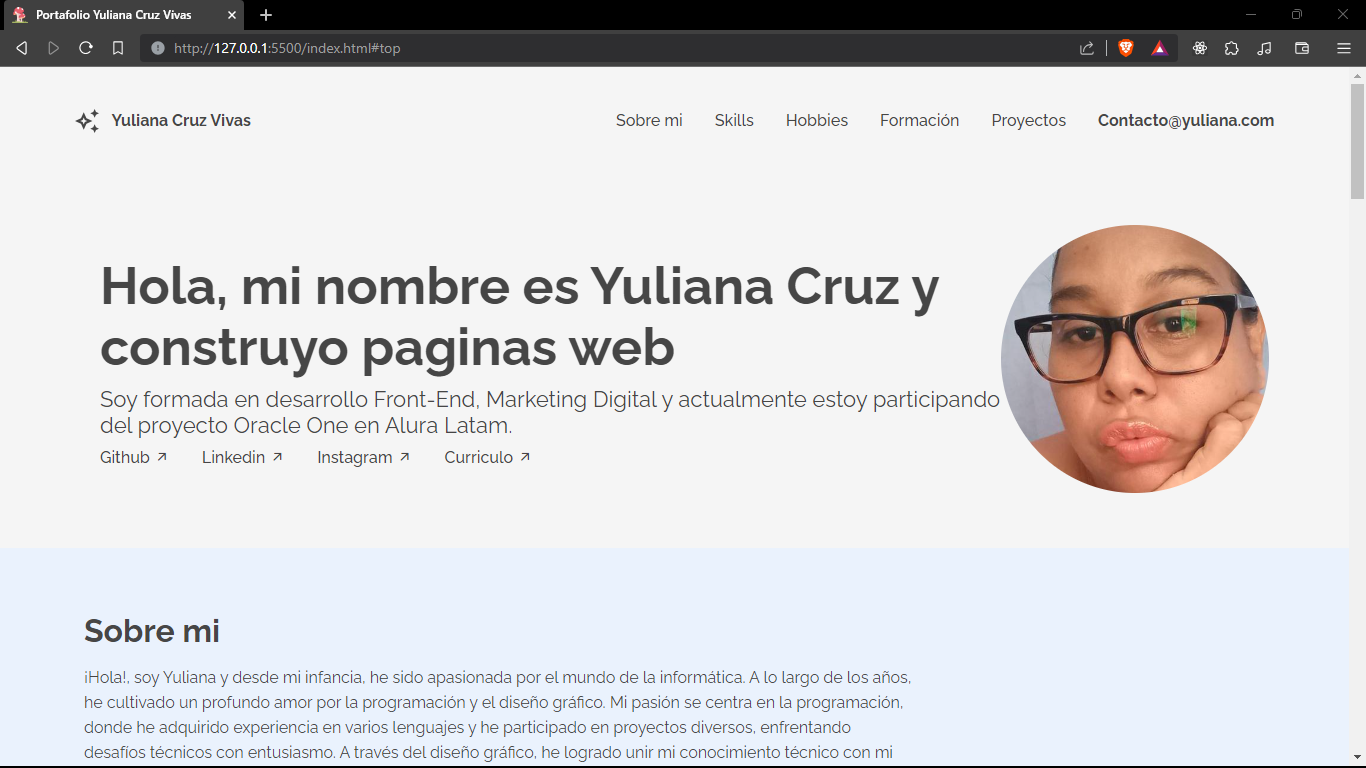 Portafolio Yuliana Cruz Vivas
http://127.0.0.1:5500/index.html#top
Yuliana Cruz Vivas
Sobre mi
Skills
Hobbies
Formación
Proyectos
Contacto@yuliana.com
Hola, mi nombre es Yuliana Cruz y
construyo paginas web
Soy formada en desarrollo Front-End, Marketing Digital y actualmente estoy participando
del proyecto Oracle One en Alura Latam.
Github
Linkedin
Instagram
Curriculo
Sobre mi
¡Hola!, soy Yuliana y desde mi infancia, he sido apasionada por el mundo de la informática. A lo largo de los años,
he cultivado un profundo amor por la programación y el diseño gráfico. Mi pasión se centra en la programación,
donde he adquirido experiencia en varios lenguajes y he participado en proyectos diversos, enfrentando
desafíos técnicos con entusiasmo. A través del diseño gráfico, he logrado unir mi conocimiento técnico con mi